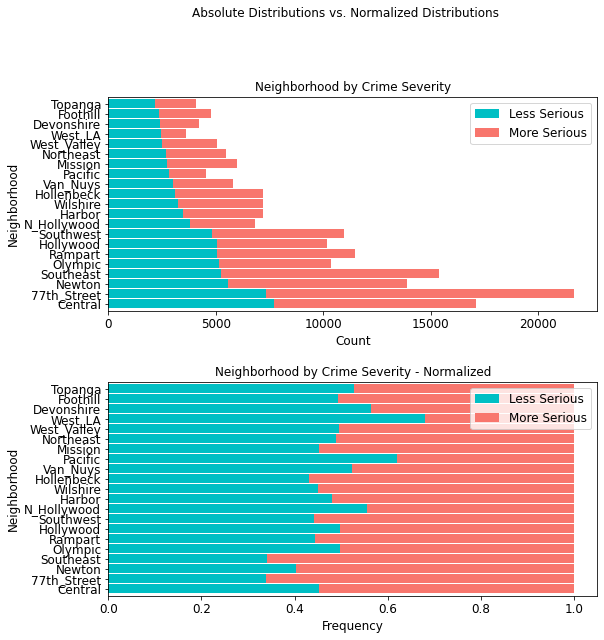 Absolute Distributions vs. Normalized Distributions
Neighborhood by Crime Severity
Less Serious
More Serious
Neighborhood
Topanga
Foothill
Devonshire
West_LA
West_Valley
Northeast
Mission
Pacific
Van_Nuys
Hollenbeck
Wilshire
Harbor
N_Hollywood
Southwest
Hollywood
Rampart
Olympic
Southeast
Newton
77th_Street
Central
0 5000 10000 15000 20000
Count
Neighborhood by Crime Severity - Normalized
Less Serious
More Serious
Neighborhood
Topanga
Foothill
Devonshire
West_LA
West_Valley
Northeast
Mission
Pacific
Van_Nuys
Hollenbeck
Wilshire
Harbor
N_Hollywood
Southwest
Hollywood
Rampart
Olympic
Southeast
Newton
77th_Street
Central
0.0 0.2 0.4 0.6 0.8 1.0
Frequency